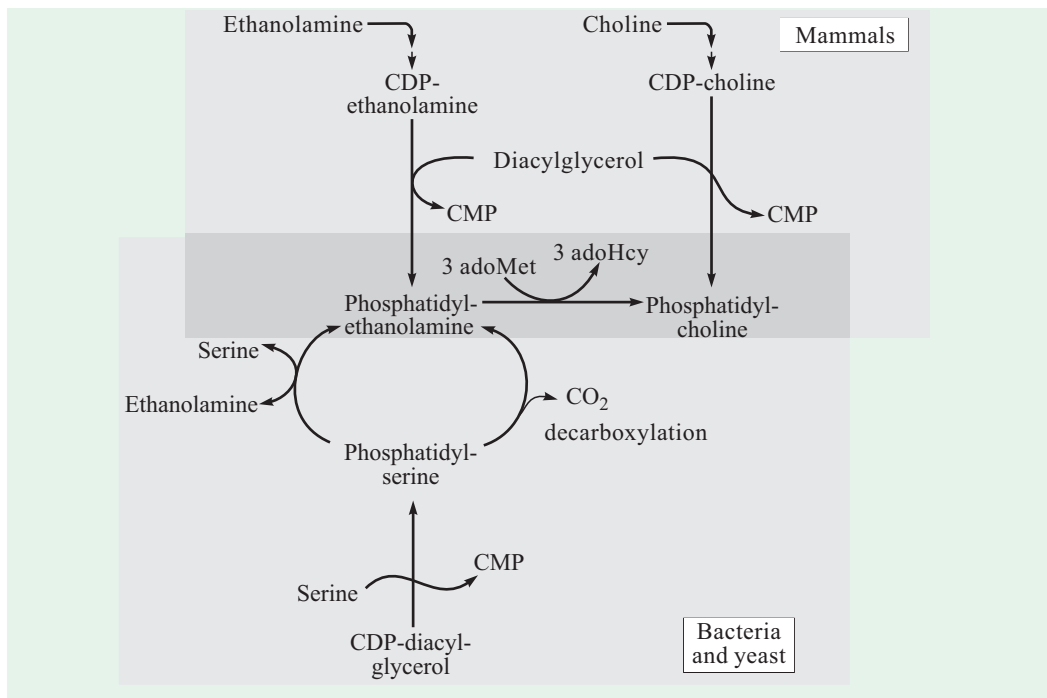 Ethanolamine
Choline
Mammals
CDP-
ethanolamine
CDP-choline
Diacylglycerol
CMP
CMP
3 adoMet
3 adoHcy
Phosphatidyl-
ethanolamine
Phosphatidyl-
choline
Serine
Ethanolamine
CO₂
decarboxylation
Phosphatidyl-
serine
CMP
Serine
CDP-diacyl-
glycerol
Bacteria
and yeast